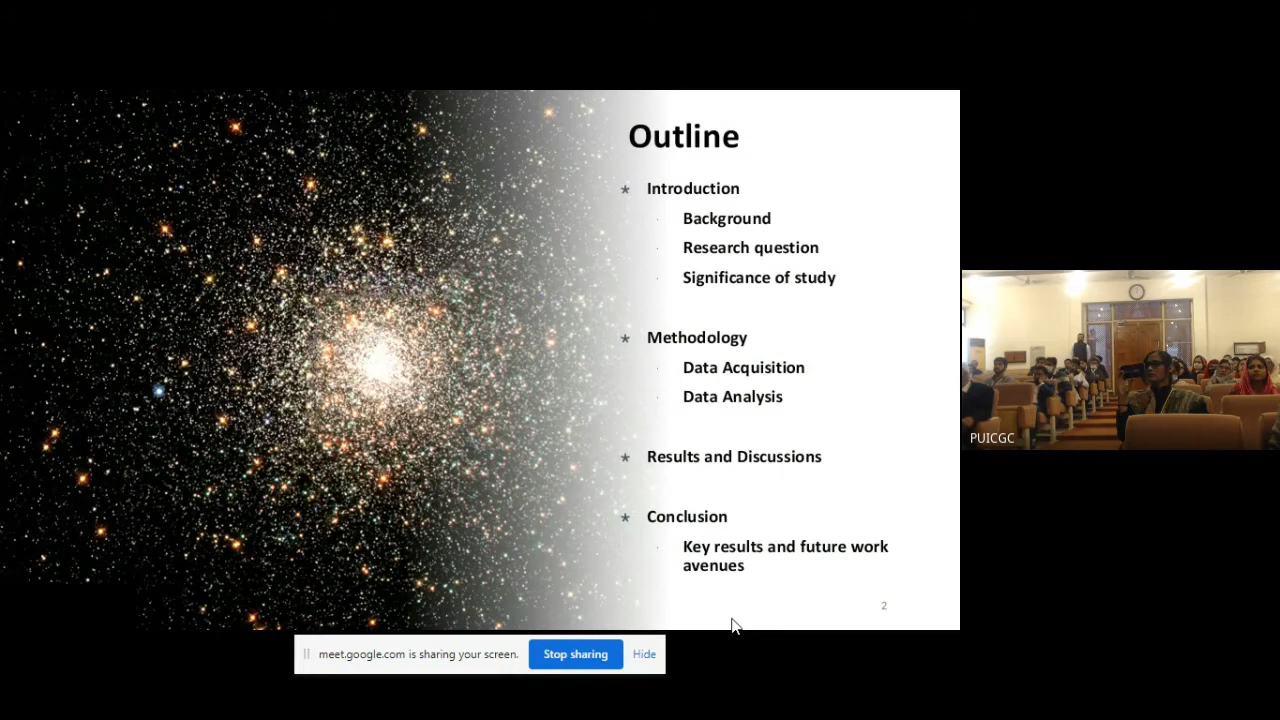 Outline
Introduction
Background
Research question
Significance of study
Methodology
Data Acquisition
Data Analysis
Results and Discussions
Conclusion
Key results and future work
avenues
2
PUICGC
meet.google.com is sharing your screen.
Stop sharing
Hide